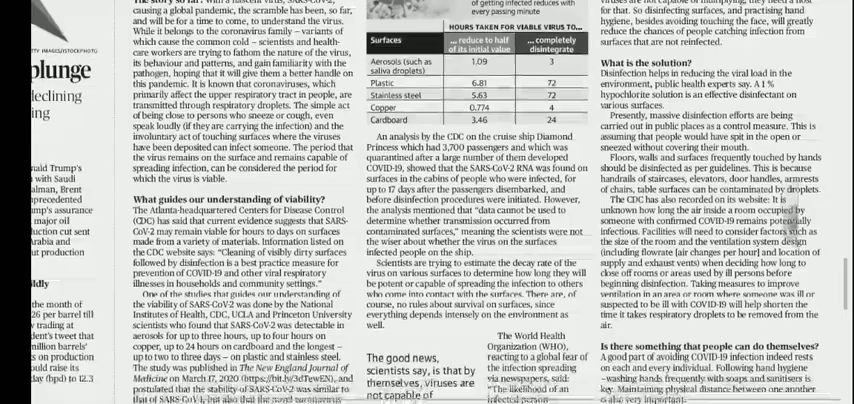 TTY IMAGES/ISTOCKPHOTO
plunge
leclining
ing
nald Trump's
with Saudi
alman, Brent
nprecedented
ump's assurance
major oil
luction cut sent
Arabia and
ut production
oldly
the month of
26 per barrel till
trading at
dent's tweet that
million barrels'
s on production
ould raise its
day (bpd) to 12.3
causing a global pandemic, the scramble has been, so far,
and will be for a time to come, to understand the virus.
While it belongs to the coronavirus family – variants of
which cause the common cold – scientists and health-
care workers are trying to fathom the nature of the virus,
its behaviour and patterns, and gain familiarity with the
pathogen, hoping that it will give them a better handle on
this pandemic. It is known that coronaviruses, which
primarily affect the upper respiratory tract in people, are
transmitted through respiratory droplets. The simple act
of being close to persons who sneeze or cough, even
speak loudly (if they are carrying the infection) and the
involuntary act of touching surfaces where the viruses
have been deposited can infect someone. The period that
the virus remains on the surface and remains capable of
spreading infection, can be considered the period for
which the virus is viable.
What guides our understanding of viability?
The Atlanta-headquartered Centers for Disease Control
(CDC) has said that current evidence suggests that SARS-
CoV-2 may remain viable for hours to days on surfaces
made from a variety of materials. Information listed on
the CDC website says: “Cleaning of visibly dirty surfaces
followed by disinfection is a best practice measure for
prevention of COVID-19 and other viral respiratory
illnesses in households and community settings.”
One of the studies that guides our understanding of
the viability of SARS-CoV-2 was done by the National
Institutes of Health, CDC, UCLA and Princeton University
scientists who found that SARS-CoV-2 was detectable in
aerosols for up to three hours, up to four hours on
copper, up to 24 hours on cardboard and the longest –
up to two to three days – on plastic and stainless steel.
The study was published in The New England Journal of
Medicine on March 17, 2020 (https://bit.ly/3dTewEN), and
postulated that the stability of SARS-CoV-2 was similar to
that of SARS-CoV-1, but also that the novel coronavirus
of getting infected reduces with
every passing minute
HOURS TAKEN FOR VIABLE VIRUS TO...
Surfaces ... reduce to half of its initial value ... completely disintegrate
Aerosols (such as saliva droplets) 1.09 3
Plastic 6.81 72
Stainless steel 5.63 72
Copper 0.774 4
Cardboard 3.46 24
An analysis by the CDC on the cruise ship Diamond
Princess which had 3,700 passengers and which was
quarantined after a large number of them developed
COVID-19, showed that the SARS-CoV-2 RNA was found on
surfaces in the cabins of people who were infected, for
up to 17 days after the passengers disembarked, and
before disinfection procedures were initiated. However,
the analysis mentioned that “data cannot be used to
determine whether transmission occurred from
contaminated surfaces,” meaning the scientists were not
the wiser about whether the virus on the surfaces
infected people on the ship.
Scientists are trying to estimate the decay rate of the
virus on various surfaces to determine how long they will
be potent or capable of spreading the infection to others
who come into contact with the surfaces. There are, of
course, no rules about survival on surfaces, since
everything depends intensely on the environment as
well.
The good news,
scientists say, is that by
themselves, viruses are
not capable of
The World Health
Organization (WHO),
reacting to a global fear of
the infection spreading
via newspapers, said:
“The likelihood of an
infected person
for that. So disinfecting surfaces, and practising hand
hygiene, besides avoiding touching the face, will greatly
reduce the chances of people catching infection from
surfaces that are not reinfected.
What is the solution?
Disinfection helps in reducing the viral load in the
environment, public health experts say. A 1 %
hypochlorite solution is an effective disinfectant on
various surfaces.
Presently, massive disinfection efforts are being
carried out in public places as a control measure. This is
assuming that people would have spit in the open or
sneezed without covering their mouth.
Floors, walls and surfaces frequently touched by hands
should be disinfected as per guidelines. This is because
handrails of staircases, elevators, door handles, armrests
of chairs, table surfaces can be contaminated by droplets.
The CDC has also recorded on its website: It is
unknown how long the air inside a room occupied by
someone with confirmed COVID-19 remains potentially
infectious. Facilities will need to consider factors such as
the size of the room and the ventilation system design
(including flowrate [air changes per hour] and location of
supply and exhaust vents) when deciding how long to
close off rooms or areas used by ill persons before
beginning disinfection. Taking measures to improve
ventilation in an area or room where someone was ill or
suspected to be ill with COVID-19 will help shorten the
time it takes respiratory droplets to be removed from the
air.
Is there something that people can do themselves?
A good part of avoiding COVID-19 infection indeed rests
on each and every individual. Following hand hygiene
–washing hands frequently with soaps and sanitisers is
key. Maintaining physical distance between one another
is also very important.